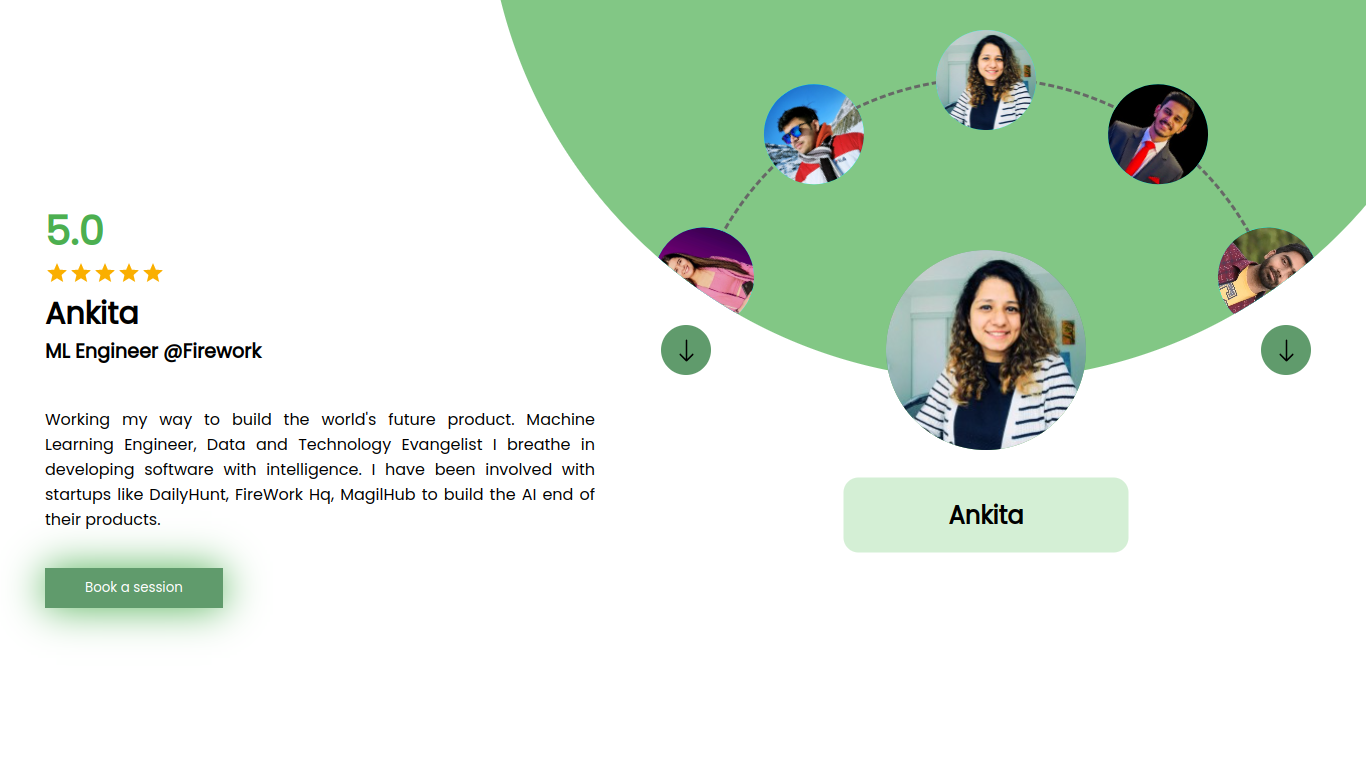 5.0
Ankita
ML Engineer @Firework
Working my way to build the world's future product. Machine
Learning Engineer, Data and Technology Evangelist I breathe in
developing software with intelligence. I have been involved with
startups like DailyHunt, FireWork Hq, MagilHub to build the AI end of
their products.
Book a session
Ankita